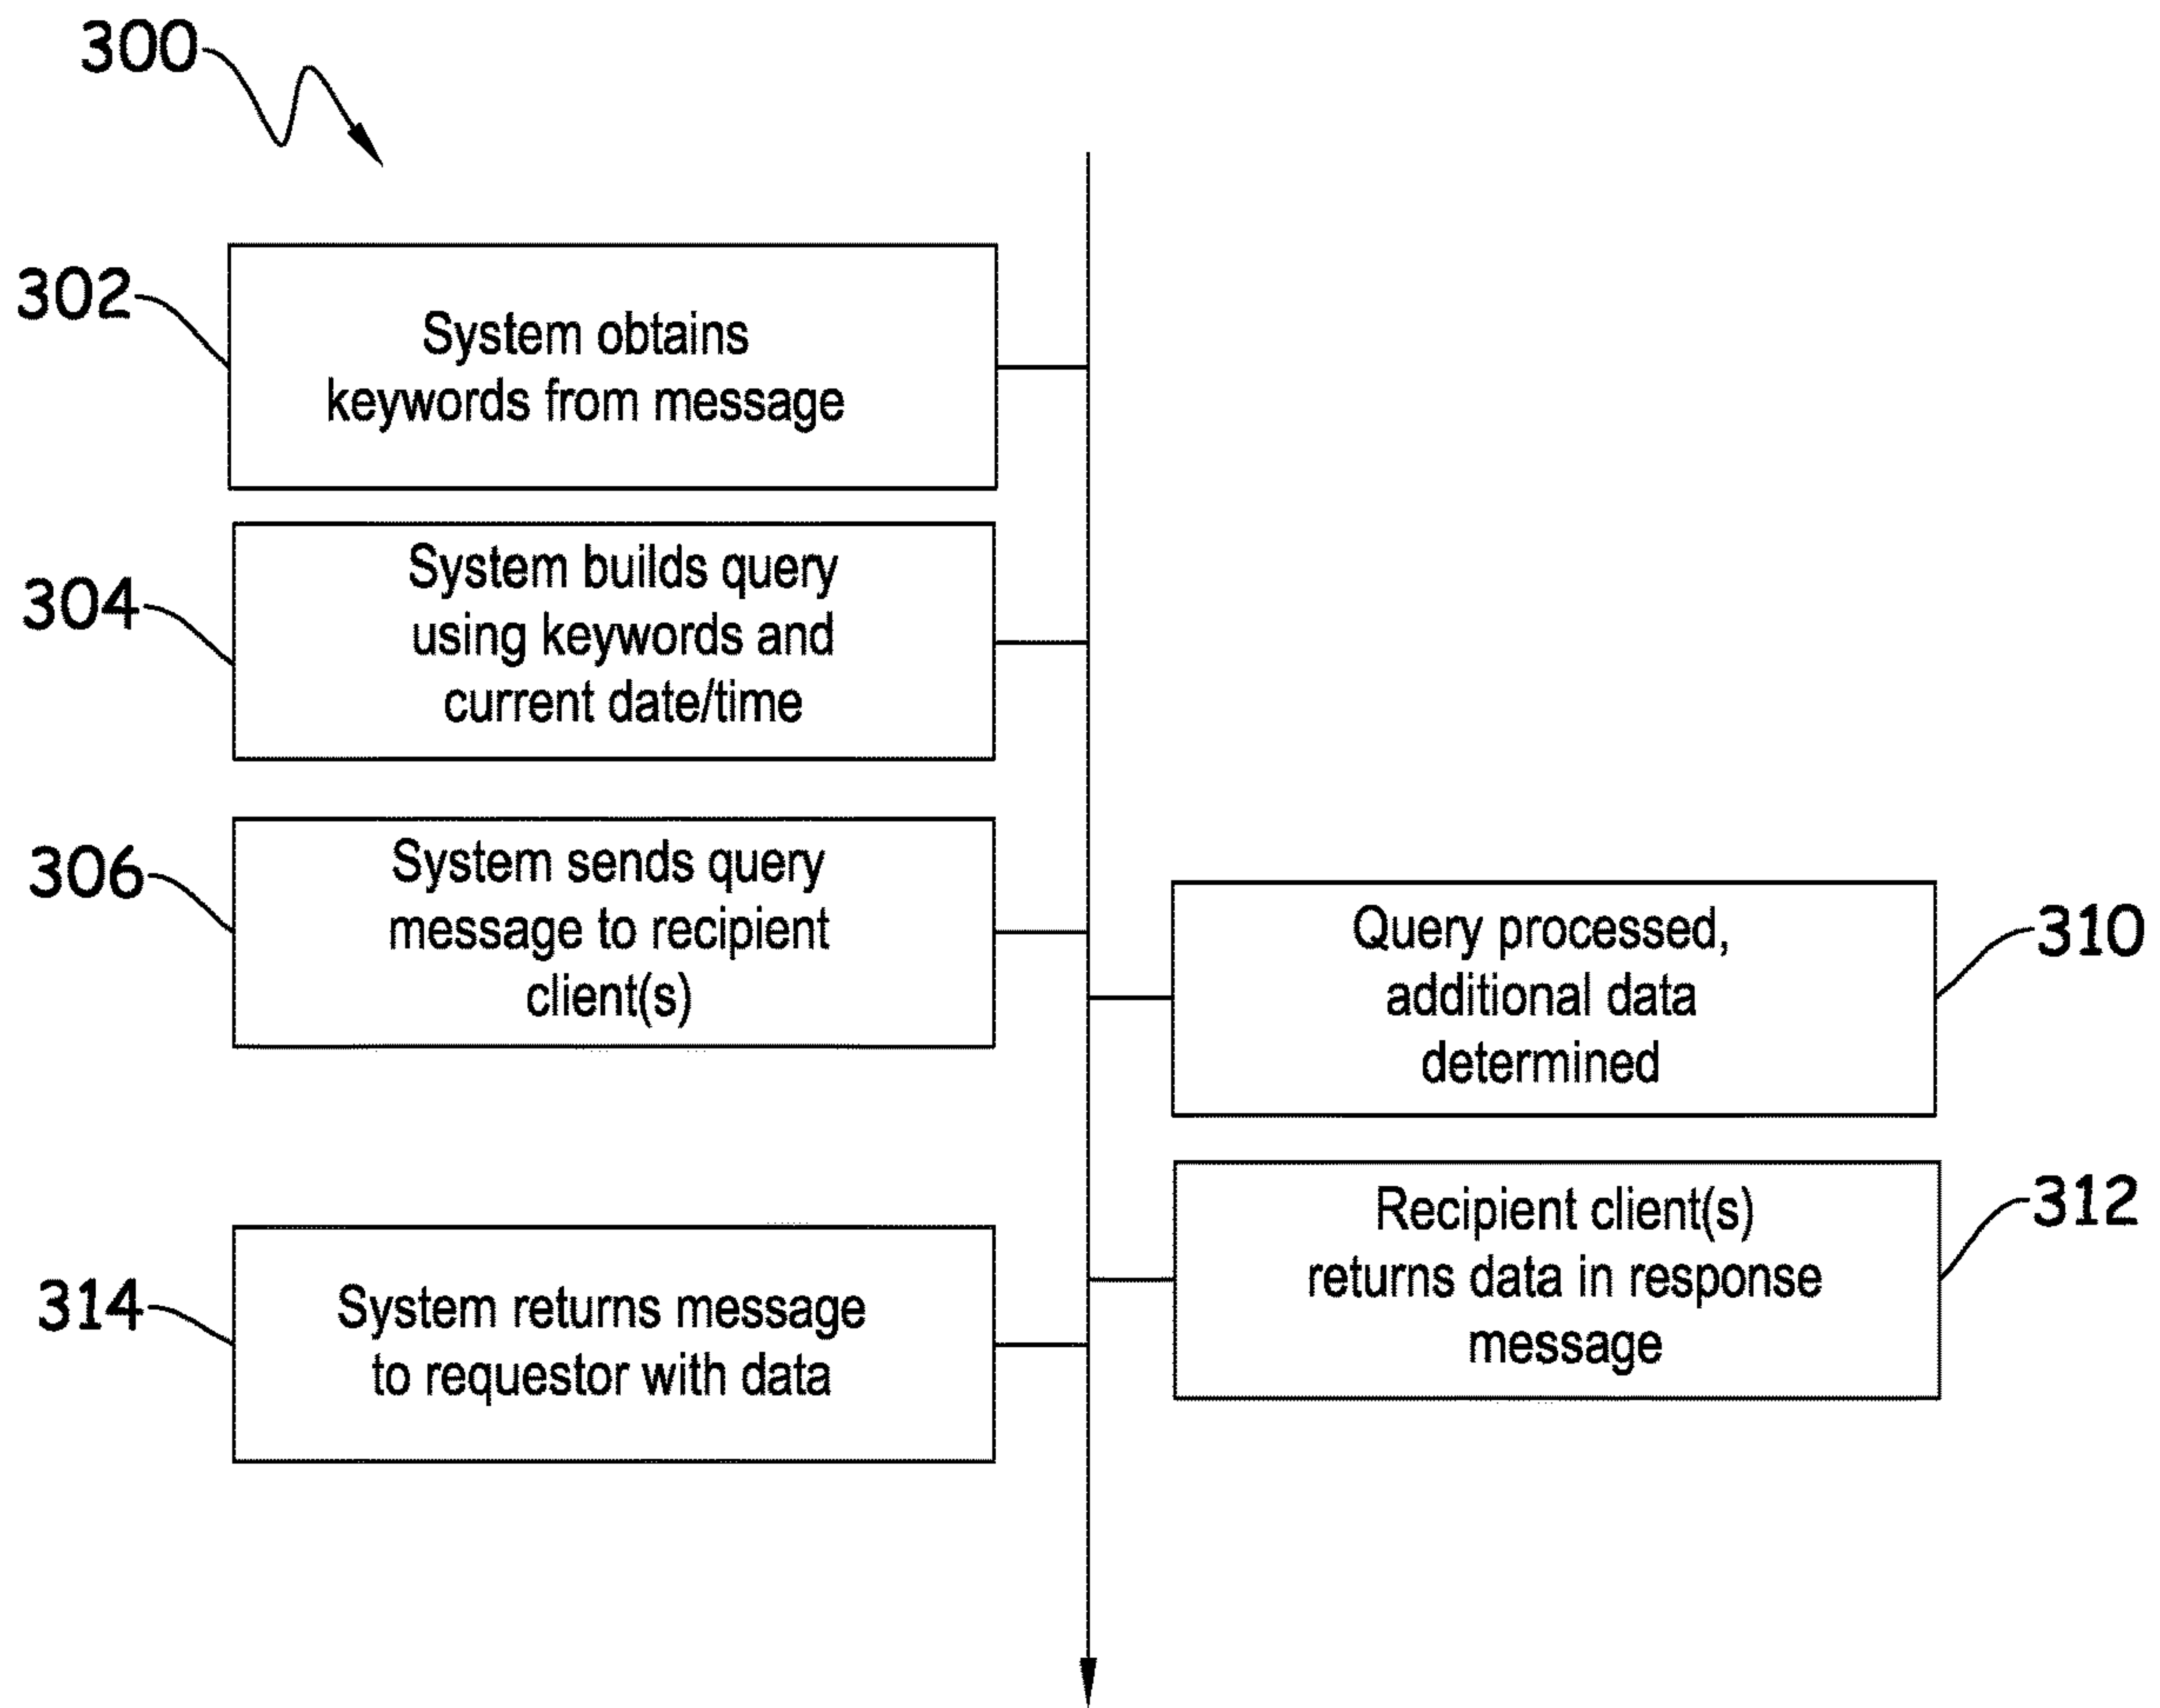 300
302
System obtains
keywords from message
304
System builds query
using keywords and
current date/time
306
System sends query
message to recipient
client(s)
310
Query processed,
additional data
determined
312
Recipient client(s)
returns data in response
message
314
System returns message
to requestor with data